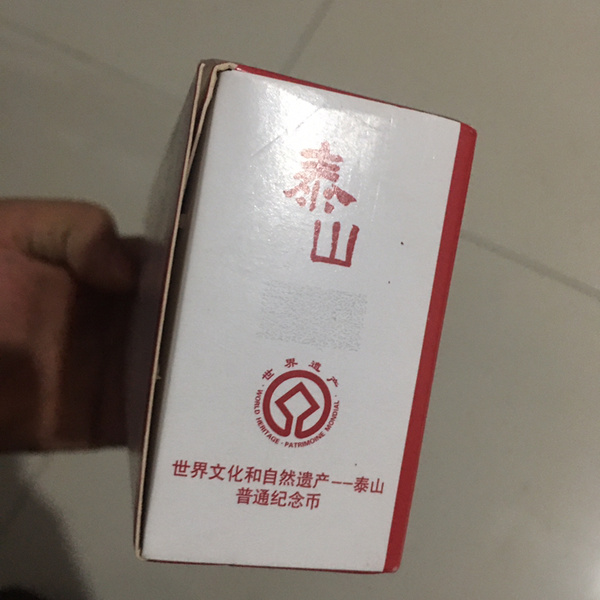 泰
山
世界遗产
· WORLD HERITAGE · PATRIMOINE MONDIAL ·
世界文化和自然遗产——泰山
普通纪念币